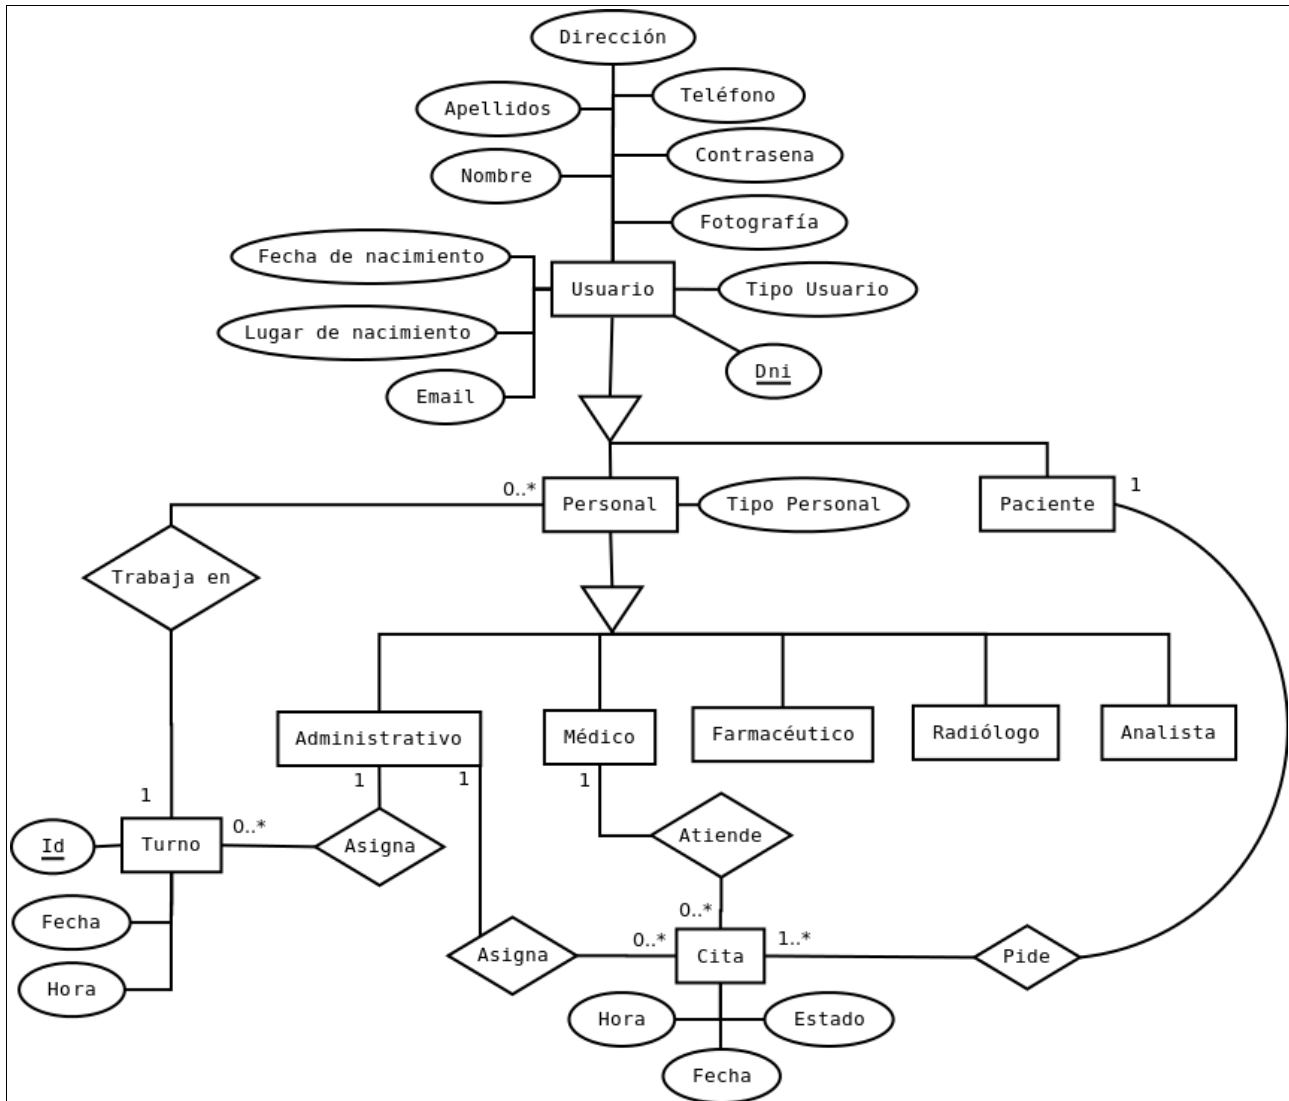 Dirección
Teléfono
Apellidos
Contrasena
Nombre
Fotografía
Fecha de nacimiento
Usuario
Tipo Usuario
Lugar de nacimiento
Dni
Email
0..*
Personal
Tipo Personal
Paciente
1
Trabaja en
Administrativo
Médico
Farmacéutico
Radiólogo
Analista
1
1
1
1
Id
Turno
0..*
Asigna
Atiende
Fecha
0..*
Hora
Asigna
0..*
Cita
1..*
Pide
Hora
Estado
Fecha